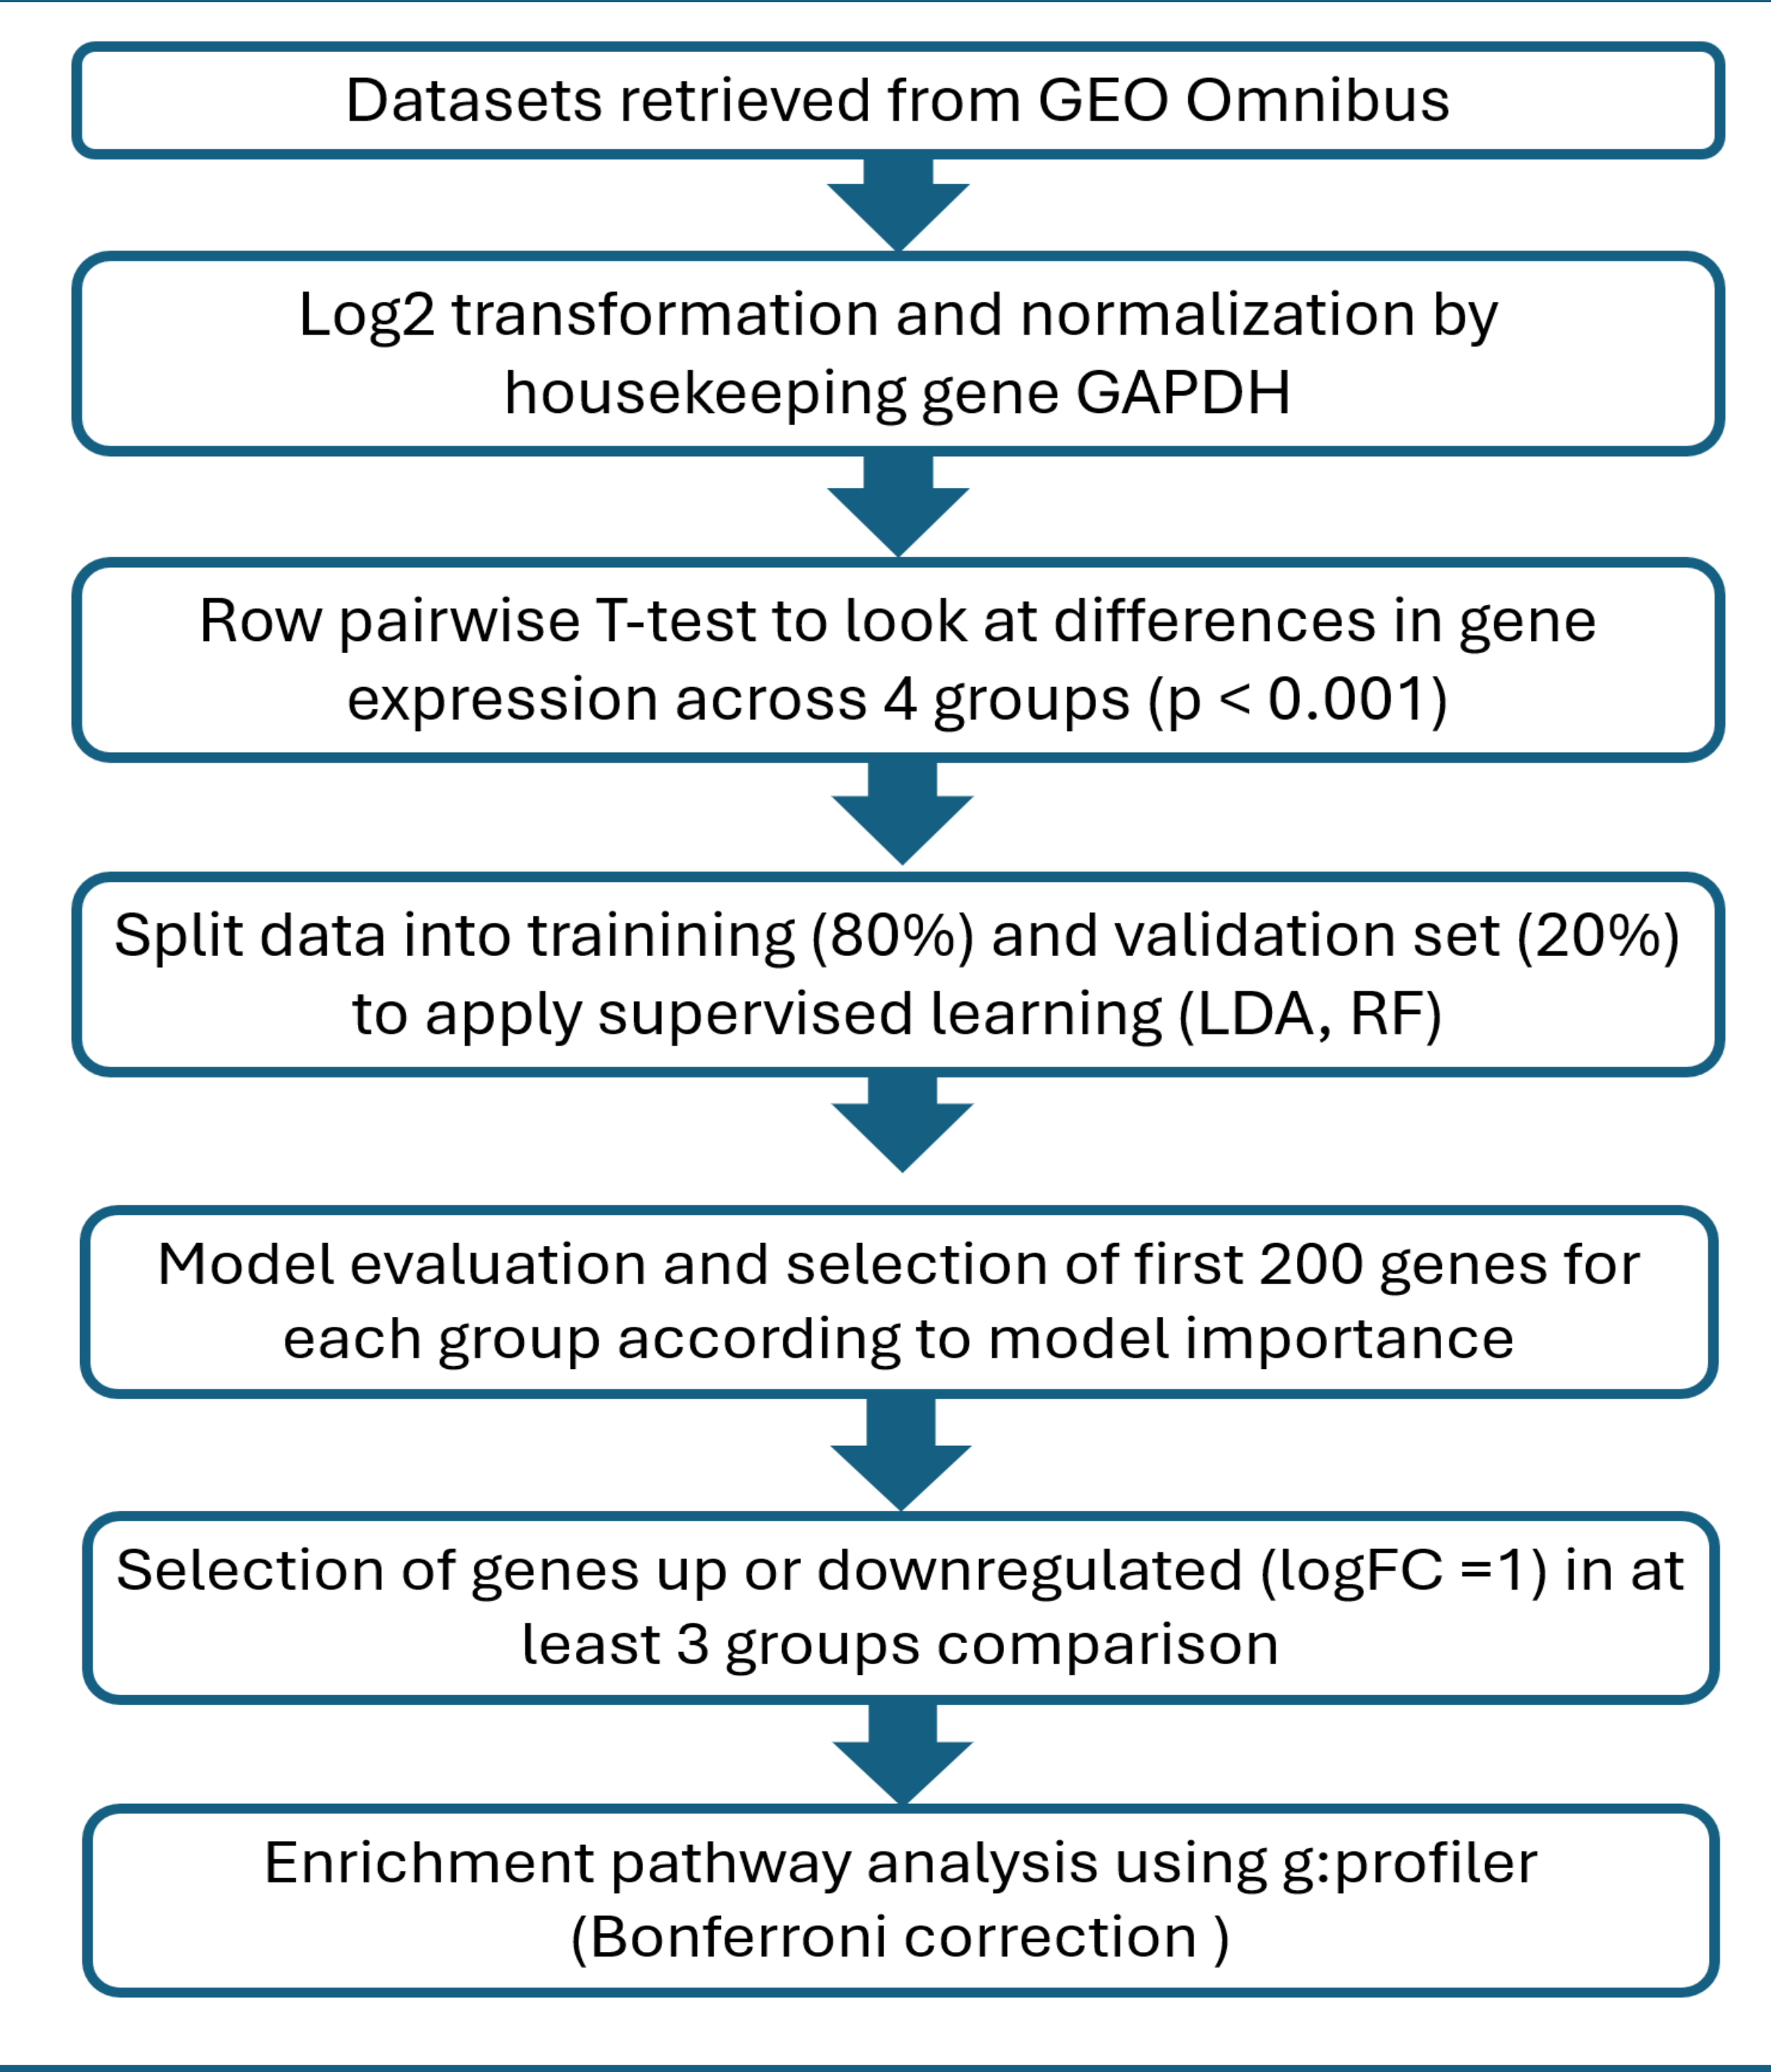 Datasets retrieved from GEO Omnibus
Log2 transformation and normalization by
housekeeping gene GAPDH
Row pairwise T-test to look at differences in gene
expression across 4 groups (p < 0.001)
Split data into trainining (80%) and validation set (20%)
to apply supervised learning (LDA, RF)
Model evaluation and selection of first 200 genes for
each group according to model importance
Selection of genes up or downregulated (logFC =1) in at
least 3 groups comparison
Enrichment pathway analysis using g:profiler
(Bonferroni correction )